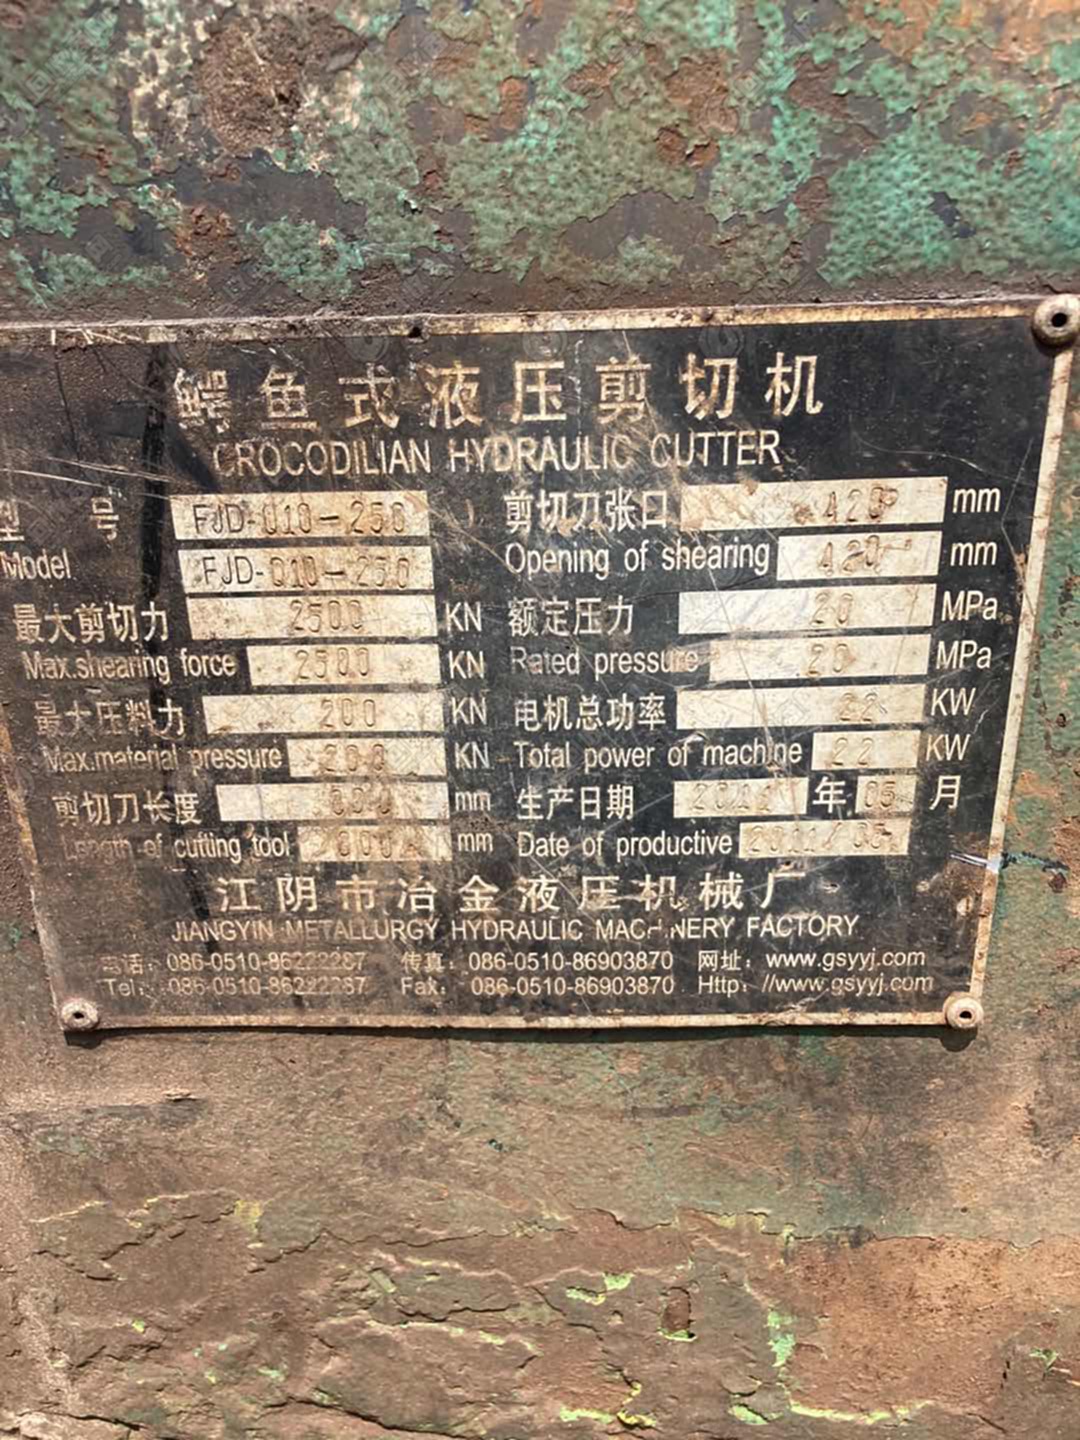 鳄鱼式液压剪切机
CROCODILIAN HYDRAULIC CUTTER
型 号 FJD-Q10-250 剪切刀张口 420 mm
Model FJD-Q10-250 Opening of shearing 420 mm
最大剪切力 2500 KN 额定压力 20 MPa
Max.shearing force 2500 KN Rated pressure 20 MPa
最大压料力 200 KN 电机总功率 22 KW
Max.material pressure 200 KN Total power of machine 22 KW
剪切刀长度 mm 生产日期 2011 年 05 月
Length of cutting tool mm Date of productive 2011/05
江阴市冶金液压机械厂
JIANGYIN METALLURGY HYDRAULIC MACHINERY FACTORY
电话: 086-0510-86222287 传真: 086-0510-86903870 网址: www.gsyyj.com
Tel: 086-0510-86222287 Fax: 086-0510-86903870 Http: //www.gsyyj.com